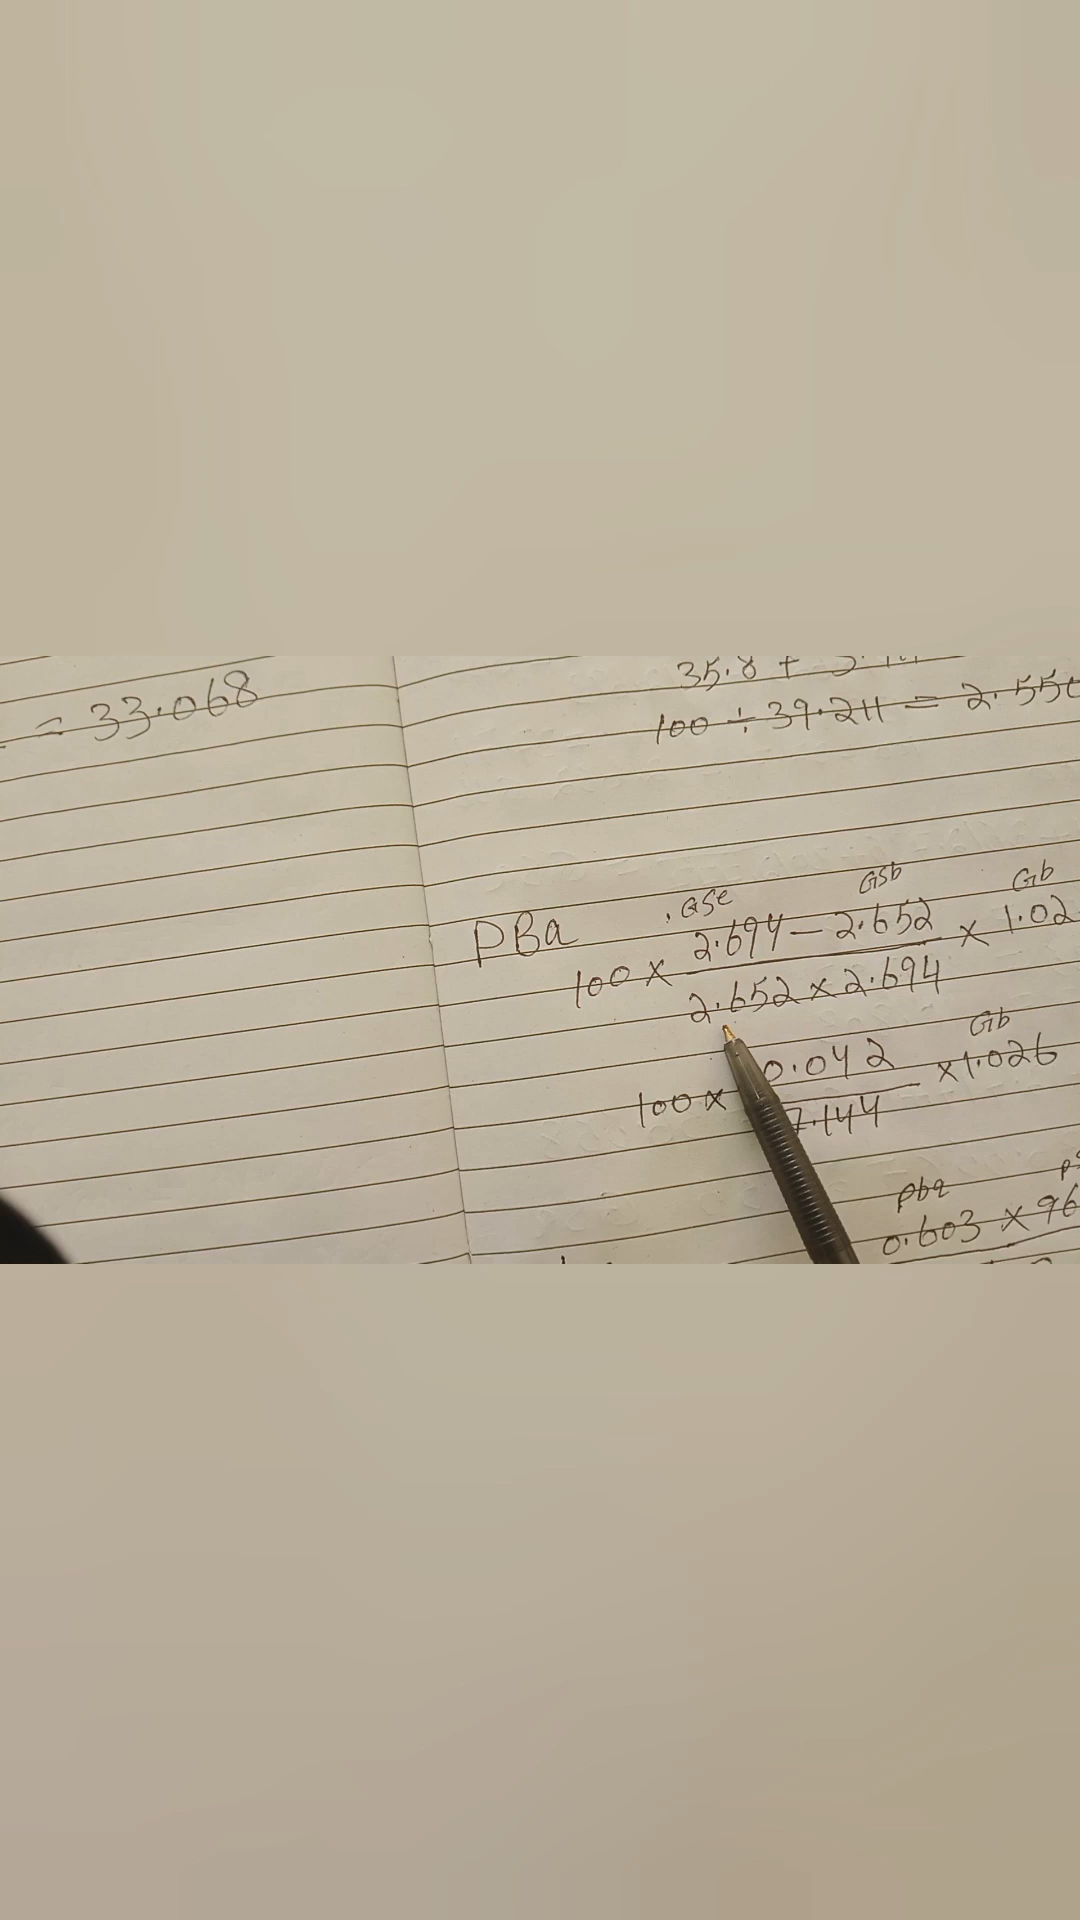 = 33.068
35.8 +
100 ÷ 39.211 = 2.55
GSe GSb Gb
PBa 100 × 2.694 – 2.652 × 1.02
2.652 × 2.694
Gb
100 × 0.042 × 1.026
7.144
pba
0.603 × 96